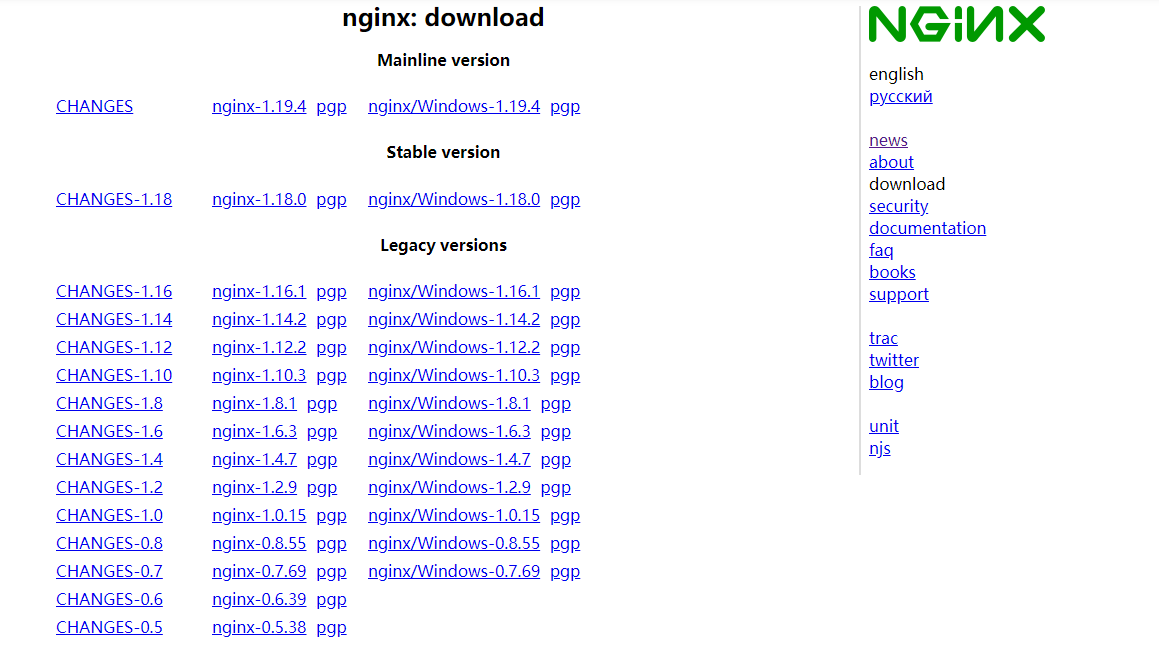 nginx: download
Mainline version
CHANGES nginx-1.19.4 pgp nginx/Windows-1.19.4 pgp
Stable version
CHANGES-1.18 nginx-1.18.0 pgp nginx/Windows-1.18.0 pgp
Legacy versions
CHANGES-1.16 nginx-1.16.1 pgp nginx/Windows-1.16.1 pgp
CHANGES-1.14 nginx-1.14.2 pgp nginx/Windows-1.14.2 pgp
CHANGES-1.12 nginx-1.12.2 pgp nginx/Windows-1.12.2 pgp
CHANGES-1.10 nginx-1.10.3 pgp nginx/Windows-1.10.3 pgp
CHANGES-1.8 nginx-1.8.1 pgp nginx/Windows-1.8.1 pgp
CHANGES-1.6 nginx-1.6.3 pgp nginx/Windows-1.6.3 pgp
CHANGES-1.4 nginx-1.4.7 pgp nginx/Windows-1.4.7 pgp
CHANGES-1.2 nginx-1.2.9 pgp nginx/Windows-1.2.9 pgp
CHANGES-1.0 nginx-1.0.15 pgp nginx/Windows-1.0.15 pgp
CHANGES-0.8 nginx-0.8.55 pgp nginx/Windows-0.8.55 pgp
CHANGES-0.7 nginx-0.7.69 pgp nginx/Windows-0.7.69 pgp
CHANGES-0.6 nginx-0.6.39 pgp
CHANGES-0.5 nginx-0.5.38 pgp
NGiNX
english
русский
news
about
download
security
documentation
faq
books
support
trac
twitter
blog
unit
njs